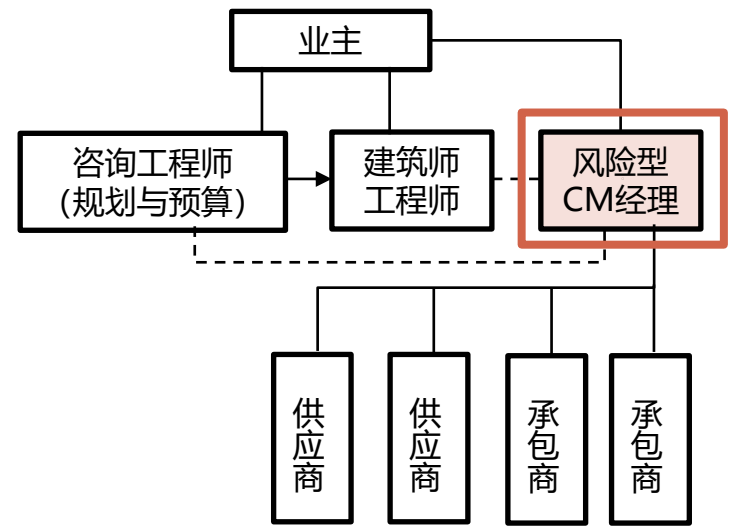 业主
咨询工程师
（规划与预算）
建筑师
工程师
风险型
CM经理
供应商
供应商
承包商
承包商